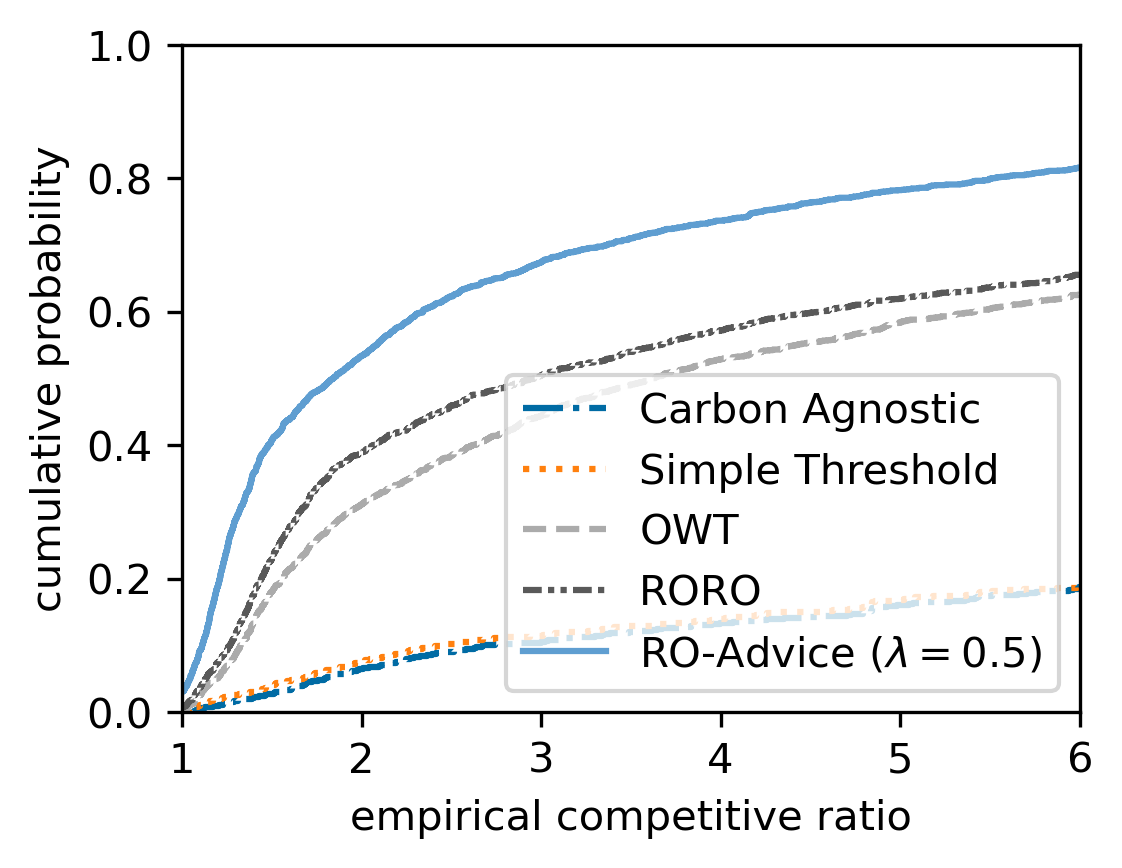 cumulative probability
1.0
0.8
0.6
0.4
0.2
0.0
Carbon Agnostic
Simple Threshold
OWT
RORO
RO-Advice (λ = 0.5)
1 2 3 4 5 6
empirical competitive ratio